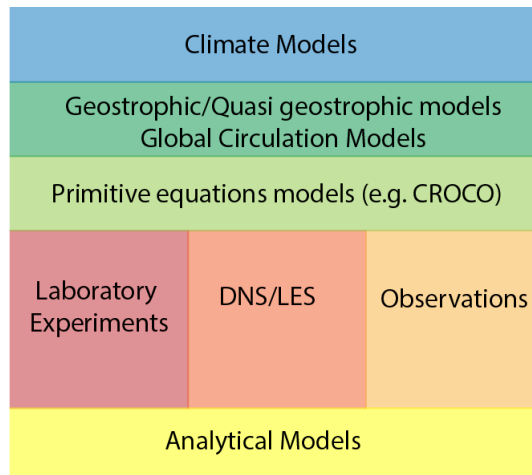 Climate Models
Geostrophic/Quasi geostrophic models
Global Circulation Models
Primitive equations models (e.g. CROCO)
Laboratory
Experiments
DNS/LES
Observations
Analytical Models